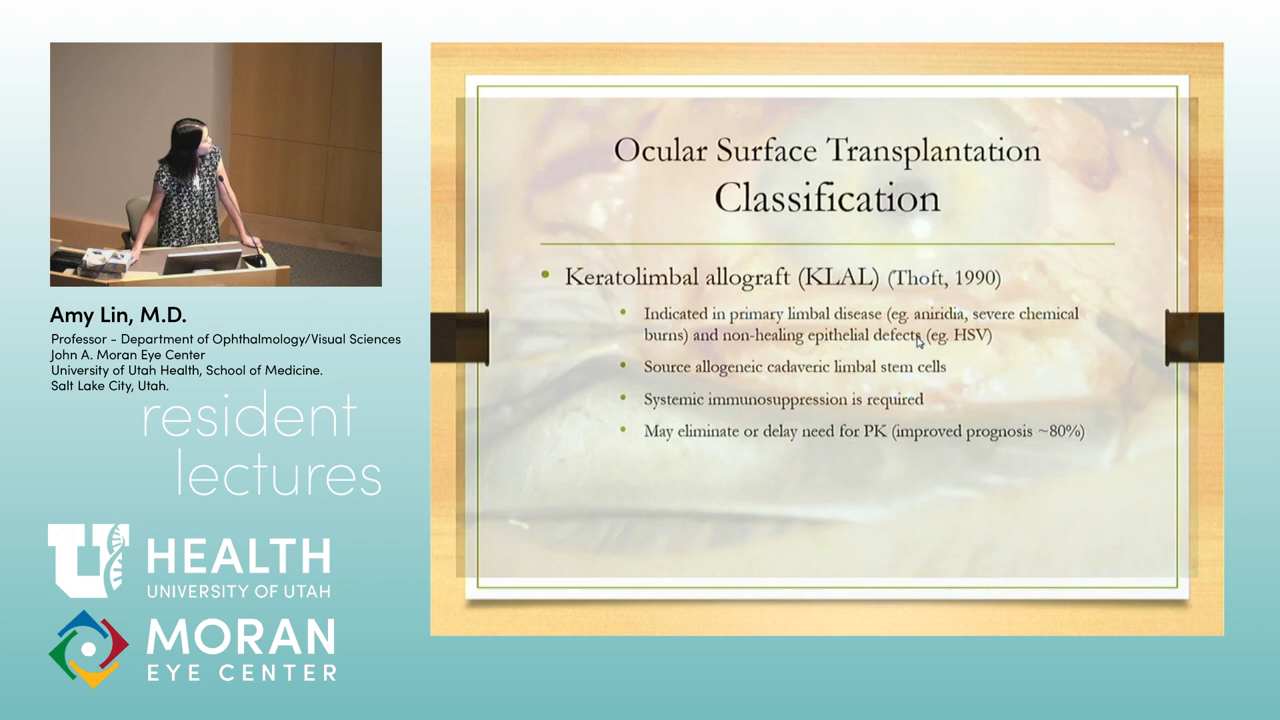 Amy Lin, M.D.
Professor - Department of Ophthalmology/Visual Sciences
John A. Moran Eye Center
University of Utah Health, School of Medicine.
Salt Lake City, Utah.
resident
lectures
U HEALTH
UNIVERSITY OF UTAH
MORAN
EYE CENTER
Ocular Surface Transplantation
Classification
• Keratolimbal allograft (KLAL) (Thoft, 1990)
• Indicated in primary limbal disease (eg. aniridia, severe chemical
burns) and non-healing epithelial defects (eg. HSV)
• Source allogeneic cadaveric limbal stem cells
• Systemic immunosuppression is required
• May eliminate or delay need for PK (improved prognosis ~80%)